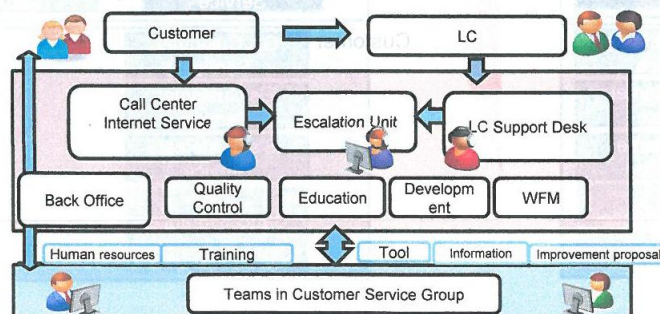 Customer
LC
Call Center
Internet Service
Escalation Unit
LC Support Desk
Back Office
Quality
Control
Education
Developm
ent
WFM
Human resources
Training
Tool
Information
Improvement proposal
Teams in Customer Service Group